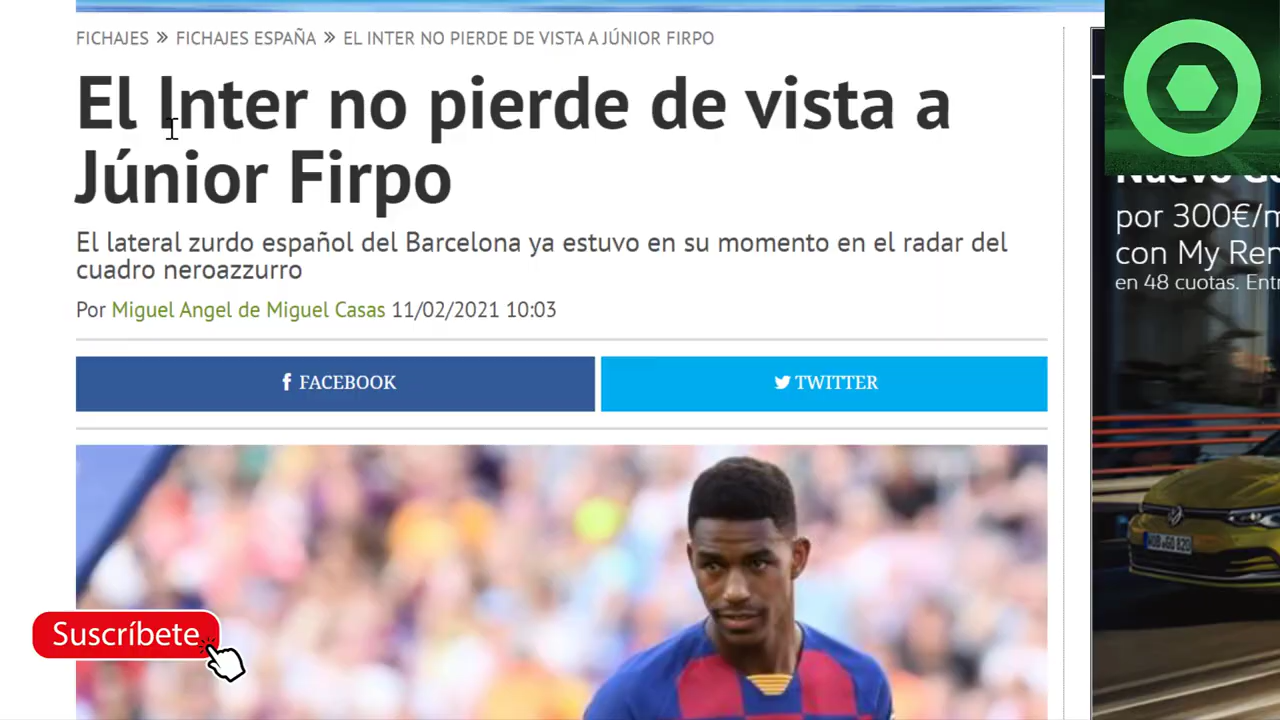 FICHAJES » FICHAJES ESPAÑA » EL INTER NO PIERDE DE VISTA A JÚNIOR FIRPO
El Inter no pierde de vista a
Júnior Firpo
El lateral zurdo español del Barcelona ya estuvo en su momento en el radar del
cuadro neroazzurro
Por Miguel Angel de Miguel Casas 11/02/2021 10:03
FACEBOOK
TWITTER
Suscríbete
Nuevo
por 300€/m
con My Ren
en 48 cuotas. Entr